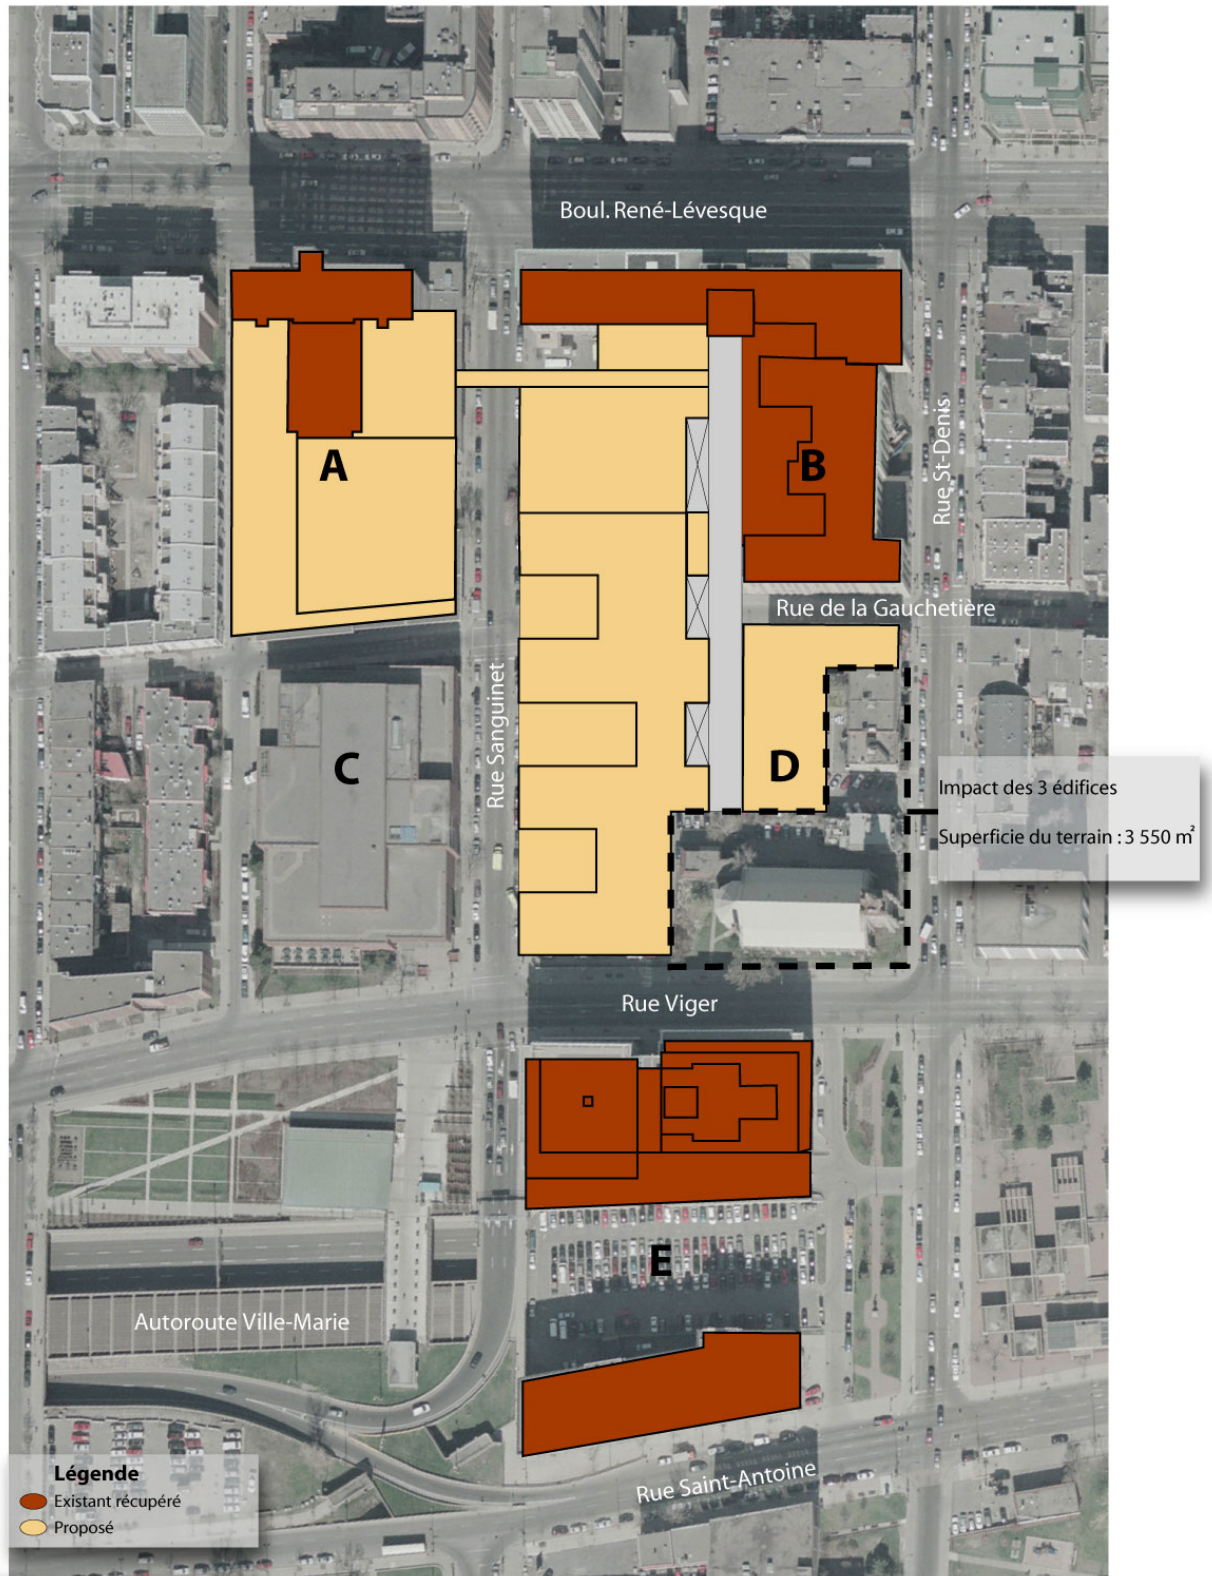 Boul. René-Lévesque
A
B
Rue St-Denis
Rue de la Gauchetière
Rue Sanguinet
C
D
Impact des 3 édifices
Superficie du terrain : 3 550 m²
Rue Viger
E
Autoroute Ville-Marie
Légende
Existant récupéré
Proposé
Rue Saint-Antoine